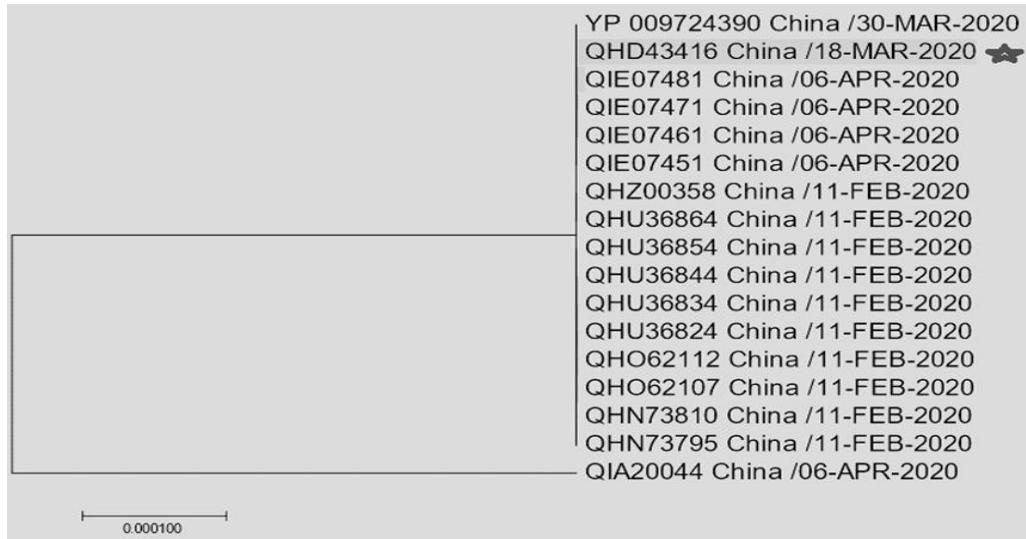 YP 009724390 China /30-MAR-2020
QHD43416 China /18-MAR-2020
QIE07481 China /06-APR-2020
QIE07471 China /06-APR-2020
QIE07461 China /06-APR-2020
QIE07451 China /06-APR-2020
QHZ00358 China /11-FEB-2020
QHU36864 China /11-FEB-2020
QHU36854 China /11-FEB-2020
QHU36844 China /11-FEB-2020
QHU36834 China /11-FEB-2020
QHU36824 China /11-FEB-2020
QHO62112 China /11-FEB-2020
QHO62107 China /11-FEB-2020
QHN73810 China /11-FEB-2020
QHN73795 China /11-FEB-2020
QIA20044 China /06-APR-2020
0.000100